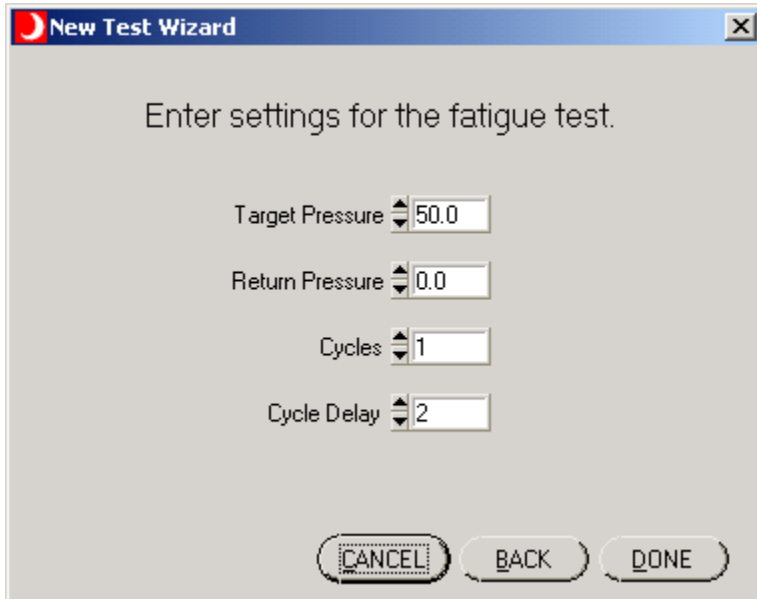 New Test Wizard
Enter settings for the fatigue test.
Target Pressure 50.0
Return Pressure 0.0
Cycles 1
Cycle Delay 2
CANCEL BACK DONE